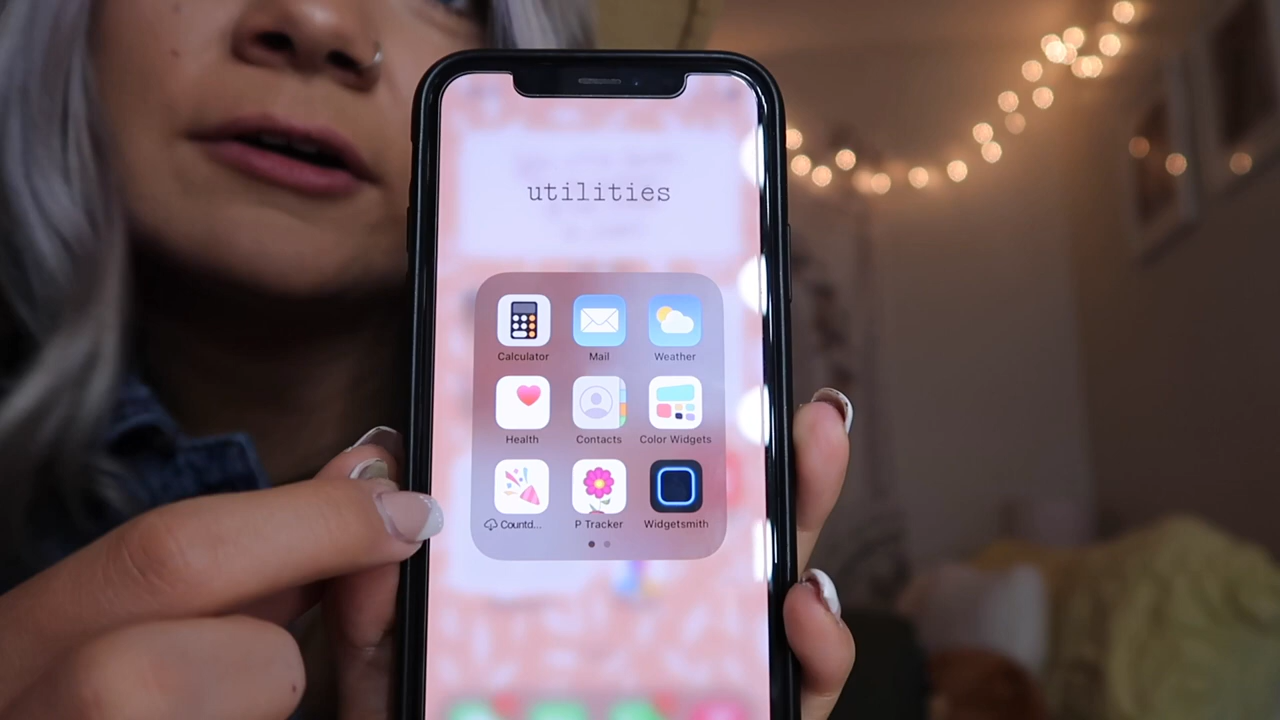 utilities
Calculator Mail Weather
Health Contacts Color Widgets
Countd... P Tracker Widgetsmith